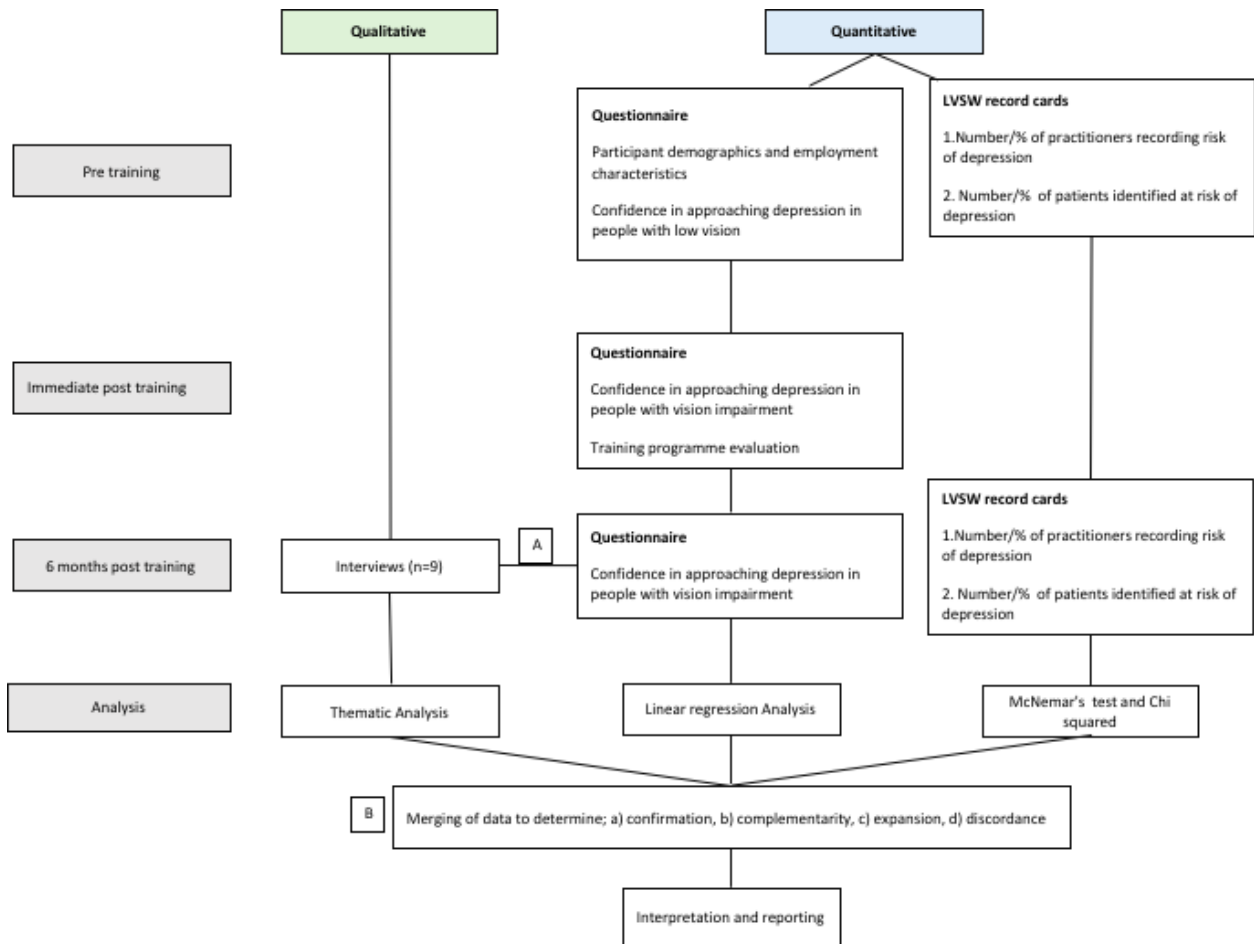 Qualitative
Quantitative
Pre training
Questionnaire
Participant demographics and employment
characteristics
Confidence in approaching depression in
people with low vision
LVSW record cards
1.Number/% of practitioners recording risk
of depression
2. Number/%  of patients identified at risk of
depression
Immediate post training
Questionnaire
Confidence in approaching depression in
people with vision impairment
Training programme evaluation
6 months post training
Interviews (n=9)
A
Questionnaire
Confidence in approaching depression in
people with vision impairment
LVSW record cards
1.Number/% of practitioners recording risk
of depression
2. Number/%  of patients identified at risk of
depression
Analysis
Thematic Analysis
Linear regression Analysis
McNemar's  test and Chi
squared
B
Merging of data to determine; a) confirmation, b) complementarity, c) expansion, d) discordance
Interpretation and reporting